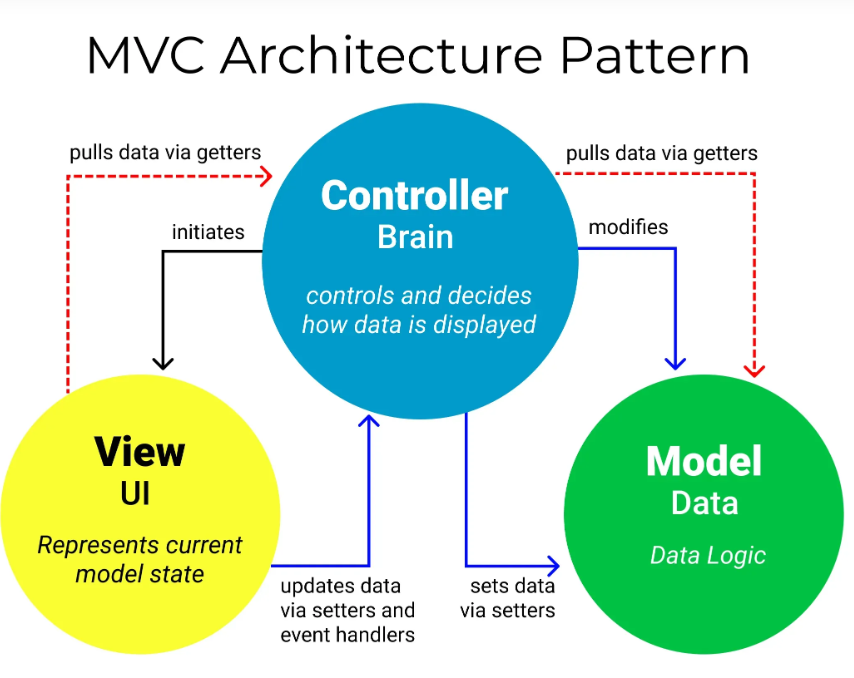 MVC Architecture Pattern
pulls data via getters
pulls data via getters
initiates
modifies
Controller
Brain
controls and decides
how data is displayed
View
UI
Represents current
model state
Model
Data
Data Logic
updates data
via setters and
event handlers
sets data
via setters